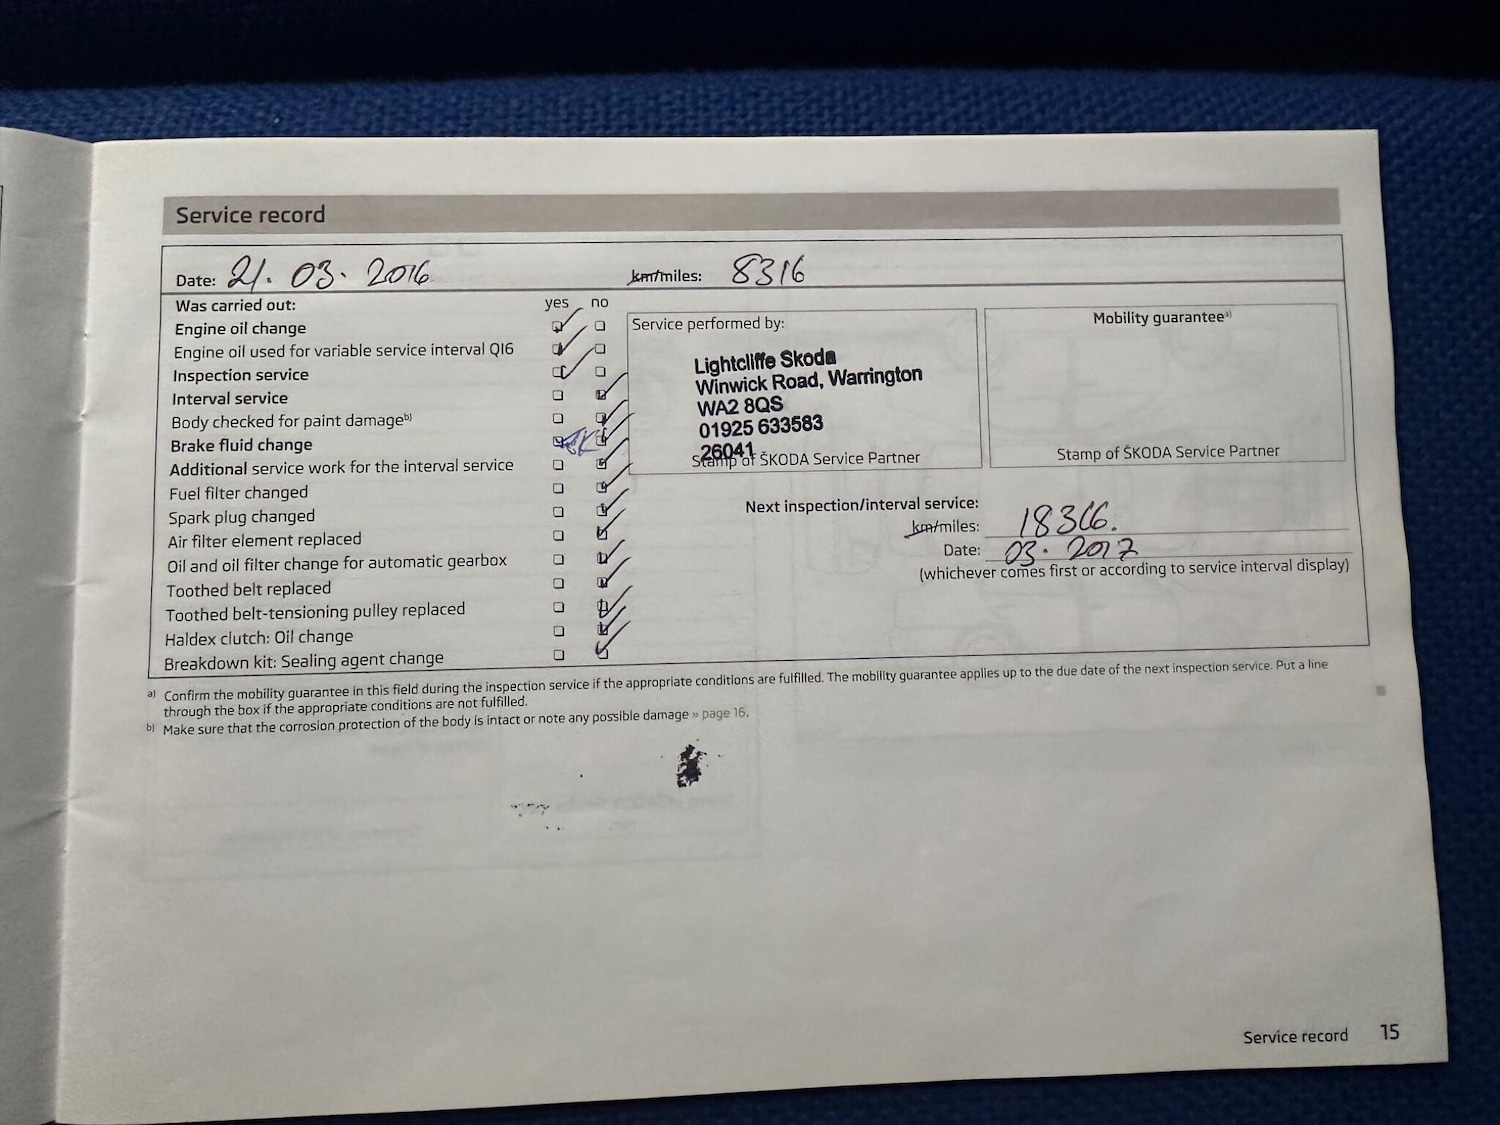 Service record
Date: 21.03.2016 km/miles: 8316
Was carried out: yes no
Engine oil change
Engine oil used for variable service interval QI6
Inspection service
Interval service
Body checked for paint damage b)
Brake fluid change
Additional service work for the interval service
Fuel filter changed
Spark plug changed
Air filter element replaced
Oil and oil filter change for automatic gearbox
Toothed belt replaced
Toothed belt-tensioning pulley replaced
Haldex clutch: Oil change
Breakdown kit: Sealing agent change
Service performed by:
Lightcliffe Skoda
Winwick Road, Warrington
WA2 8QS
01925 633583
26041
Stamp of ŠKODA Service Partner
Mobility guarantee a)
Stamp of ŠKODA Service Partner
Next inspection/interval service:
km/miles: 18316.
Date: 03.2017
(whichever comes first or according to service interval display)
a) Confirm the mobility guarantee in this field during the inspection service if the appropriate conditions are fulfilled. The mobility guarantee applies up to the due date of the next inspection service. Put a line
through the box if the appropriate conditions are not fulfilled.
b) Make sure that the corrosion protection of the body is intact or note any possible damage » page 16.
Service record 15